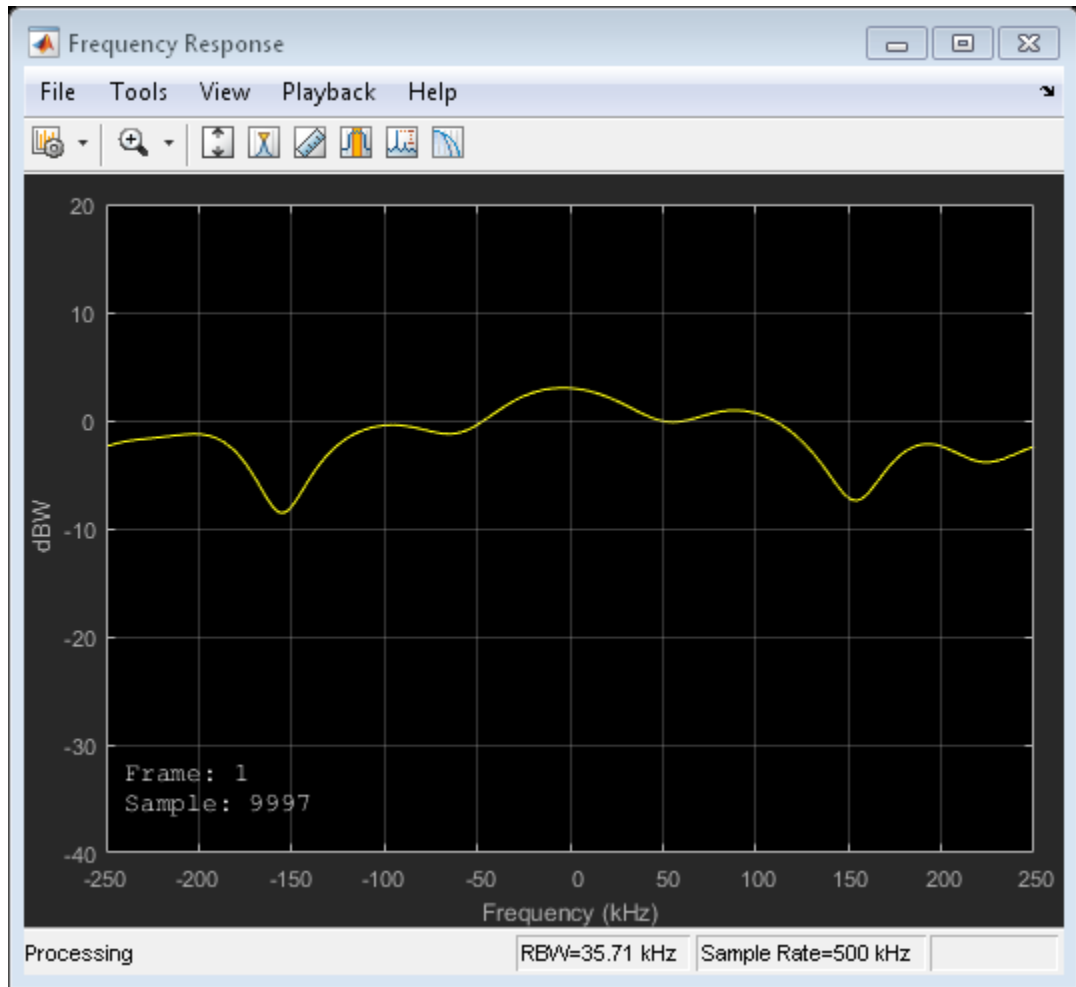 Frequency Response
File Tools View Playback Help
20
10
0
-10
-20
-30
-40
dBW
Frame: 1
Sample: 9997
-250 -200 -150 -100 -50 0 50 100 150 200 250
Frequency (kHz)
Processing RBW=35.71 kHz Sample Rate=500 kHz